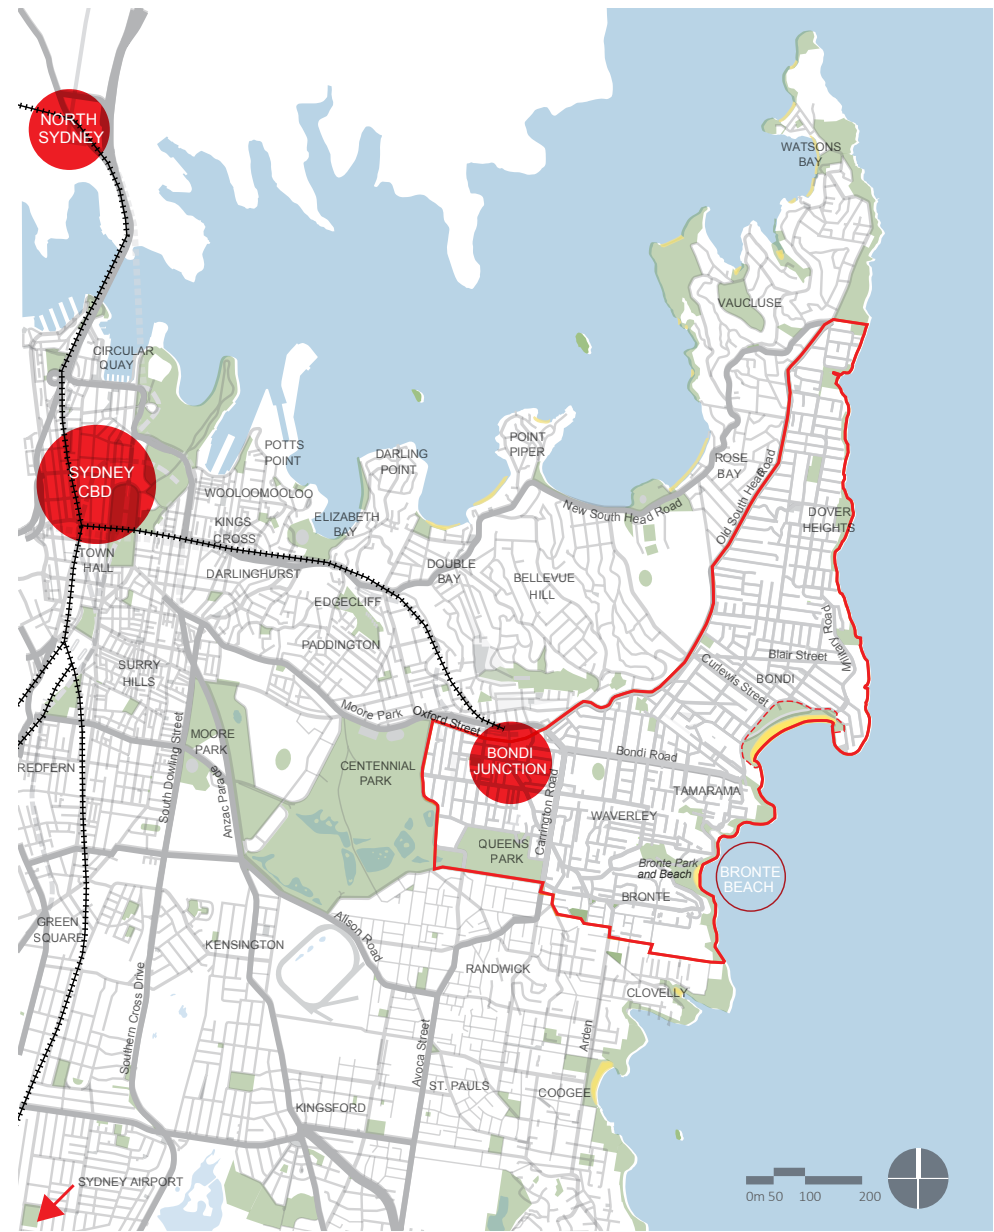 NORTH
SYDNEY
WATSONS
BAY
VAUCLUSE
CIRCULAR
QUAY
POTTS
POINT
DARLING
POINT
POINT
PIPER
ROSE
BAY
SYDNEY
CBD
WOOLOOMOOLOO
KINGS
CROSS
ELIZABETH
BAY
New South Head Road
Old South Head Road
DOVER
HEIGHTS
TOWN
HALL
DARLINGHURST
EDGECLIFF
DOUBLE
BAY
BELLEVUE
HILL
PADDINGTON
Military Road
Blair Street
Curlewis Street
BONDI
SURRY
HILLS
Moore Park
Oxford Street
MOORE
PARK
CENTENNIAL
PARK
BONDI
JUNCTION
Bondi Road
REDFERN
South Dowling Street
Anzac Parade
TAMARAMA
Carrington Road
WAVERLEY
QUEENS
PARK
Bronte Park
and Beach
BRONTE
BEACH
BRONTE
GREEN
SQUARE
KENSINGTON
Alison Road
RANDWICK
CLOVELLY
Southern Cross Drive
Avoca Street
Arden
ST. PAULS
COOGEE
KINGSFORD
SYDNEY AIRPORT
0m 50 100 200